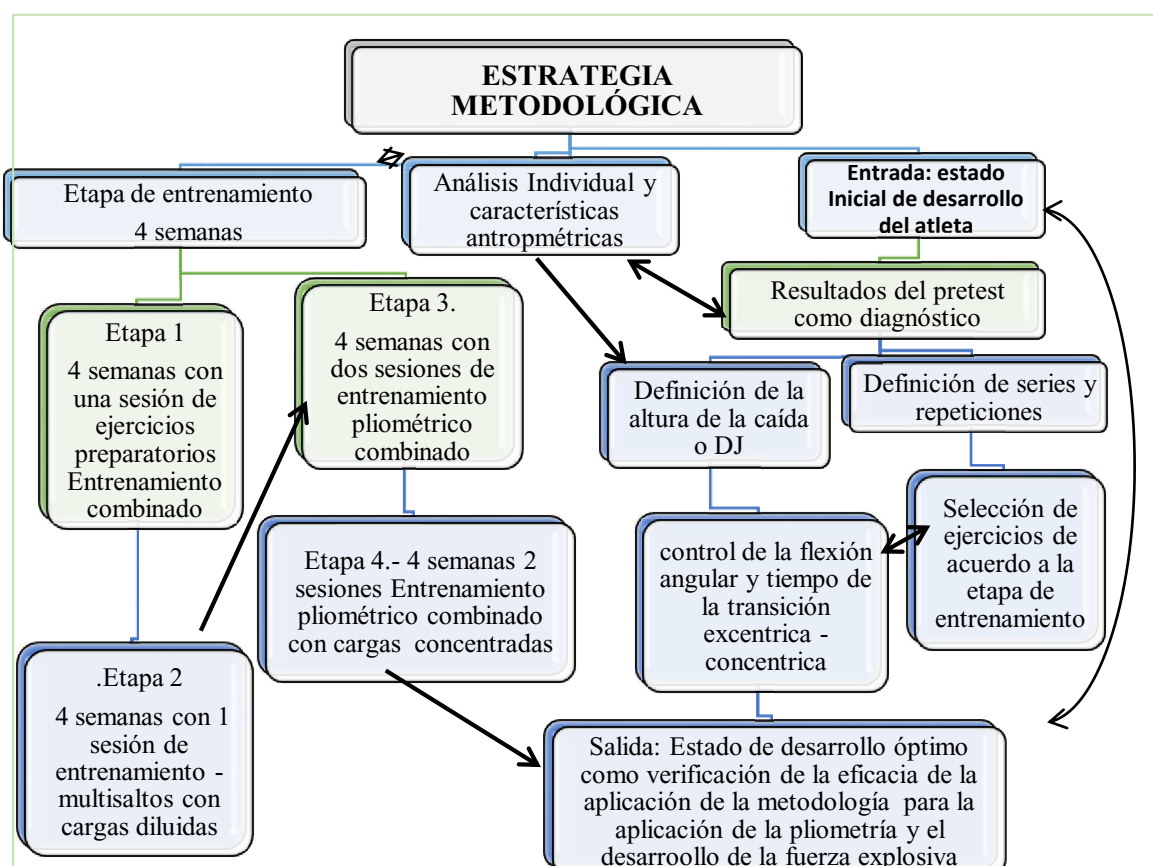 ESTRATEGIA
METODOLÓGICA
Etapa de entrenamiento
4 semanas
Análisis Individual y
características
antropmétricas
Entrada: estado
Inicial de desarrollo
del atleta
Etapa 1
4 semanas con
una sesión de
ejercicios
preparatorios
Entrenamiento
combinado
Etapa 3.
4 semanas con
dos sesiones de
entrenamiento
pliométrico
combinado
Resultados del pretest
como diagnóstico
Definición de la
altura de la caída
o DJ
Definición de series y
repeticiones
.Etapa 2
4 semanas con 1
sesión de
entrenamiento -
multisaltos con
cargas diluidas
Etapa 4.- 4 semanas 2
sesiones Entrenamiento
pliométrico combinado
con cargas concentradas
control de la flexión
angular y tiempo de
la transición
excentrica -
concentrica
Selección de
ejercicios de
acuerdo a la
etapa de
entrenamiento
Salida: Estado de desarrollo óptimo
como verificación de la eficacia de la
aplicación de la metodología para la
aplicación de la pliometría y el
desaroollo de la fuerza explosiva